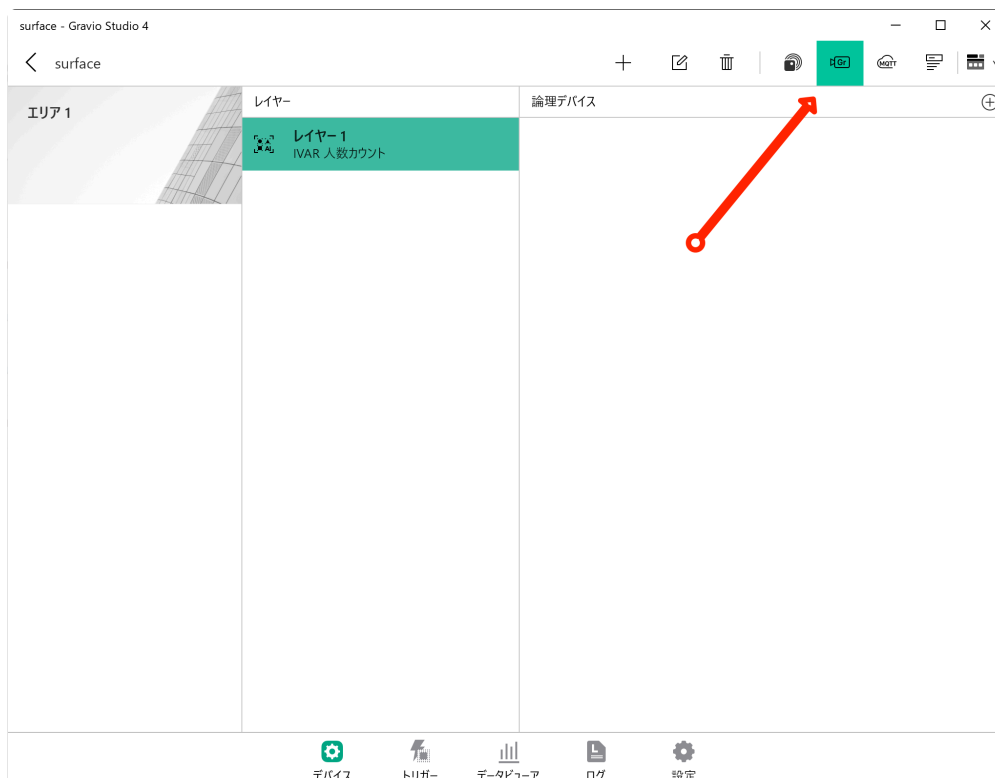 surface - Gravio Studio 4
surface
Gr
MQTT
エリア 1
レイヤー
論理デバイス
レイヤー 1
IVAR 人数カウント
AI
デバイス
トリガー
データビューア
ログ
設定